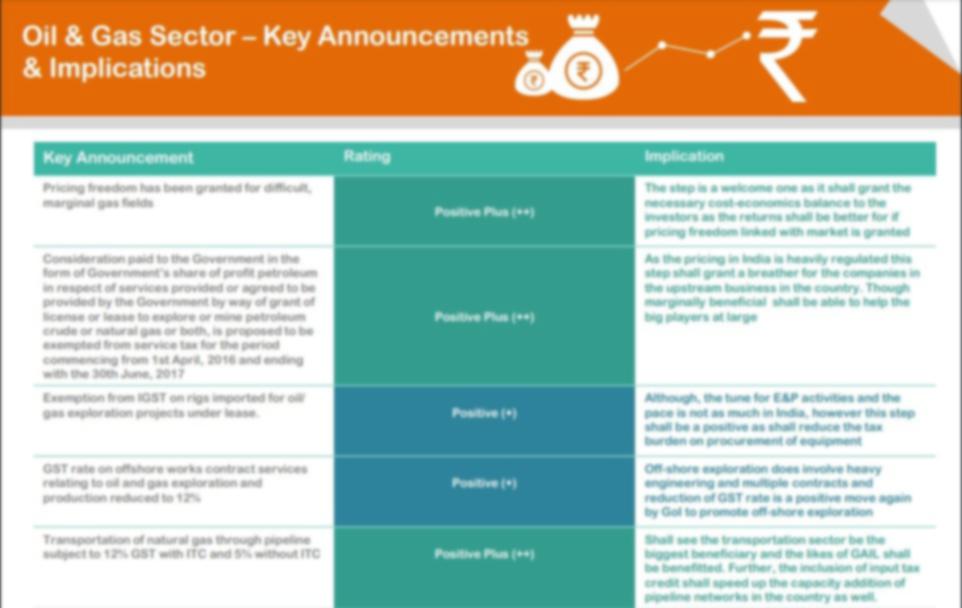 Oil & Gas Sector – Key Announcements
& Implications
Key Announcement
Rating
Implication
Pricing freedom has been granted for difficult,
marginal gas fields
Positive Plus (++)
The step is a welcome one as it shall grant the
necessary cost-economics balance to the
investors as the returns shall be better for if
pricing freedom linked with market is granted
Consideration paid to the Government in the
form of Government's share of profit petroleum
in respect of services provided or agreed to be
provided by the Government by way of grant of
license or lease to explore or mine petroleum
crude or natural gas or both, is proposed to be
exempted from service tax for the period
commencing from 1st April, 2016 and ending
with the 30th June, 2017
Positive Plus (++)
As the pricing in India is heavily regulated this
step shall grant a breather for the companies in
the upstream business in the country. Though
marginally beneficial shall be able to help the
big players at large
Exemption from IGST on rigs imported for oil/
gas exploration projects under lease.
Positive (+)
Although, the tune for E&P activities and the
pace is not as much in India, however this step
shall be a positive as shall reduce the tax
burden on procurement of equipment
GST rate on offshore works contract services
relating to oil and gas exploration and
production reduced to 12%
Positive (+)
Off-shore exploration does involve heavy
engineering and multiple contracts and
reduction of GST rate is a positive move again
by GoI to promote off-shore exploration
Transportation of natural gas through pipeline
subject to 12% GST with ITC and 5% without ITC
Positive Plus (++)
Shall see the transportation sector be the
biggest beneficiary and the likes of GAIL shall
be benefitted. Further, the inclusion of input tax
credit shall speed up the capacity addition of
pipeline networks in the country as well.